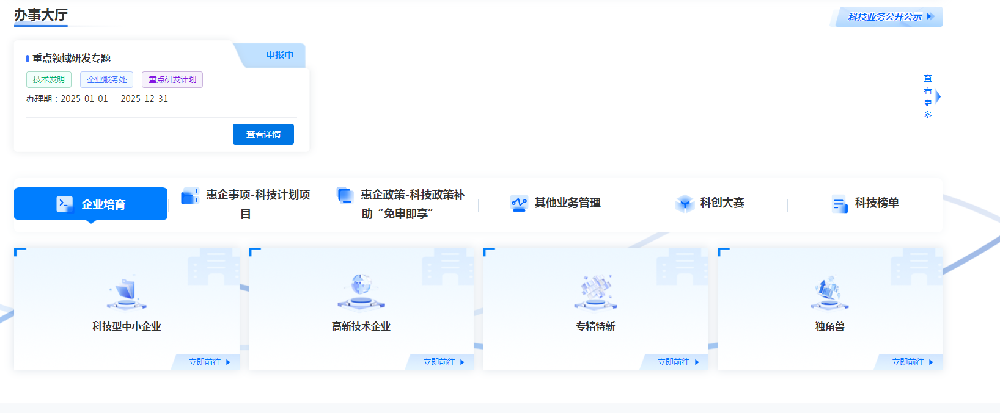 办事大厅
科技业务公开公示
重点领域研发专题
申报中
技术发明 企业服务处 重点研发计划
办理期：2025-01-01 -- 2025-12-31
查看详情
查
看
更
多
企业培育
惠企事项-科技计划项
目
惠企政策-科技政策补
助“免申即享”
其他业务管理
科创大赛
科技榜单
科技型中小企业
立即前往
高新技术企业
立即前往
专精特新
立即前往
独角兽
立即前往